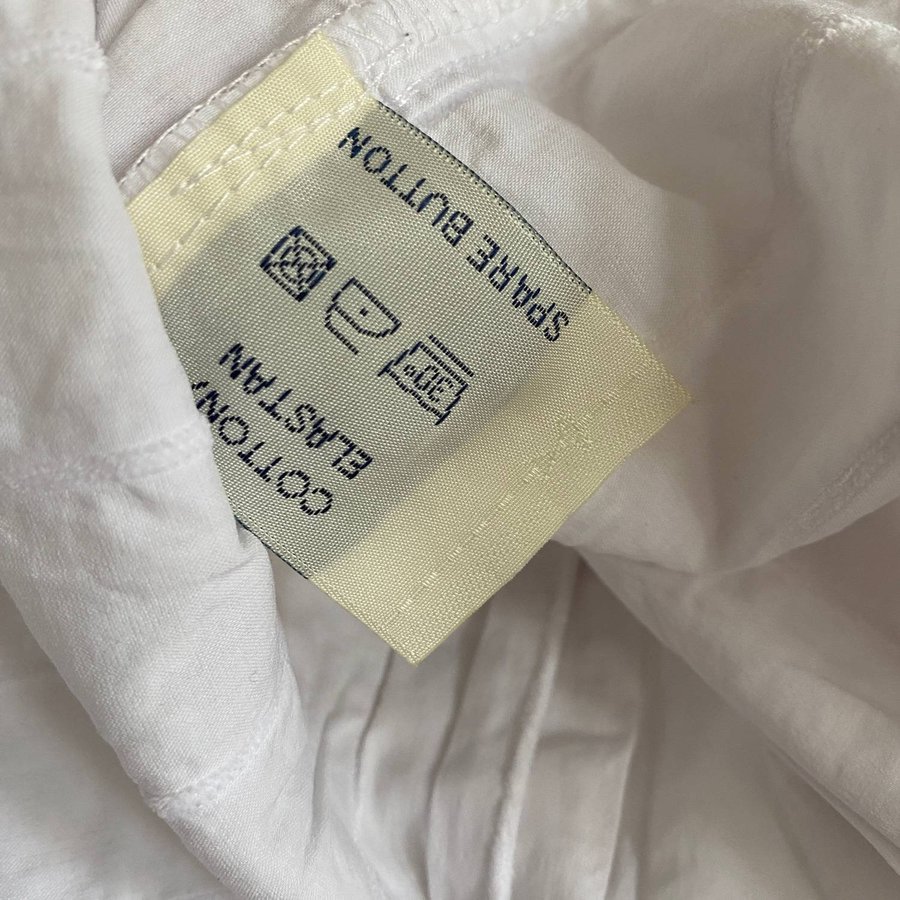 COTTON
ELASTAN
30°
SPARE BUTTON